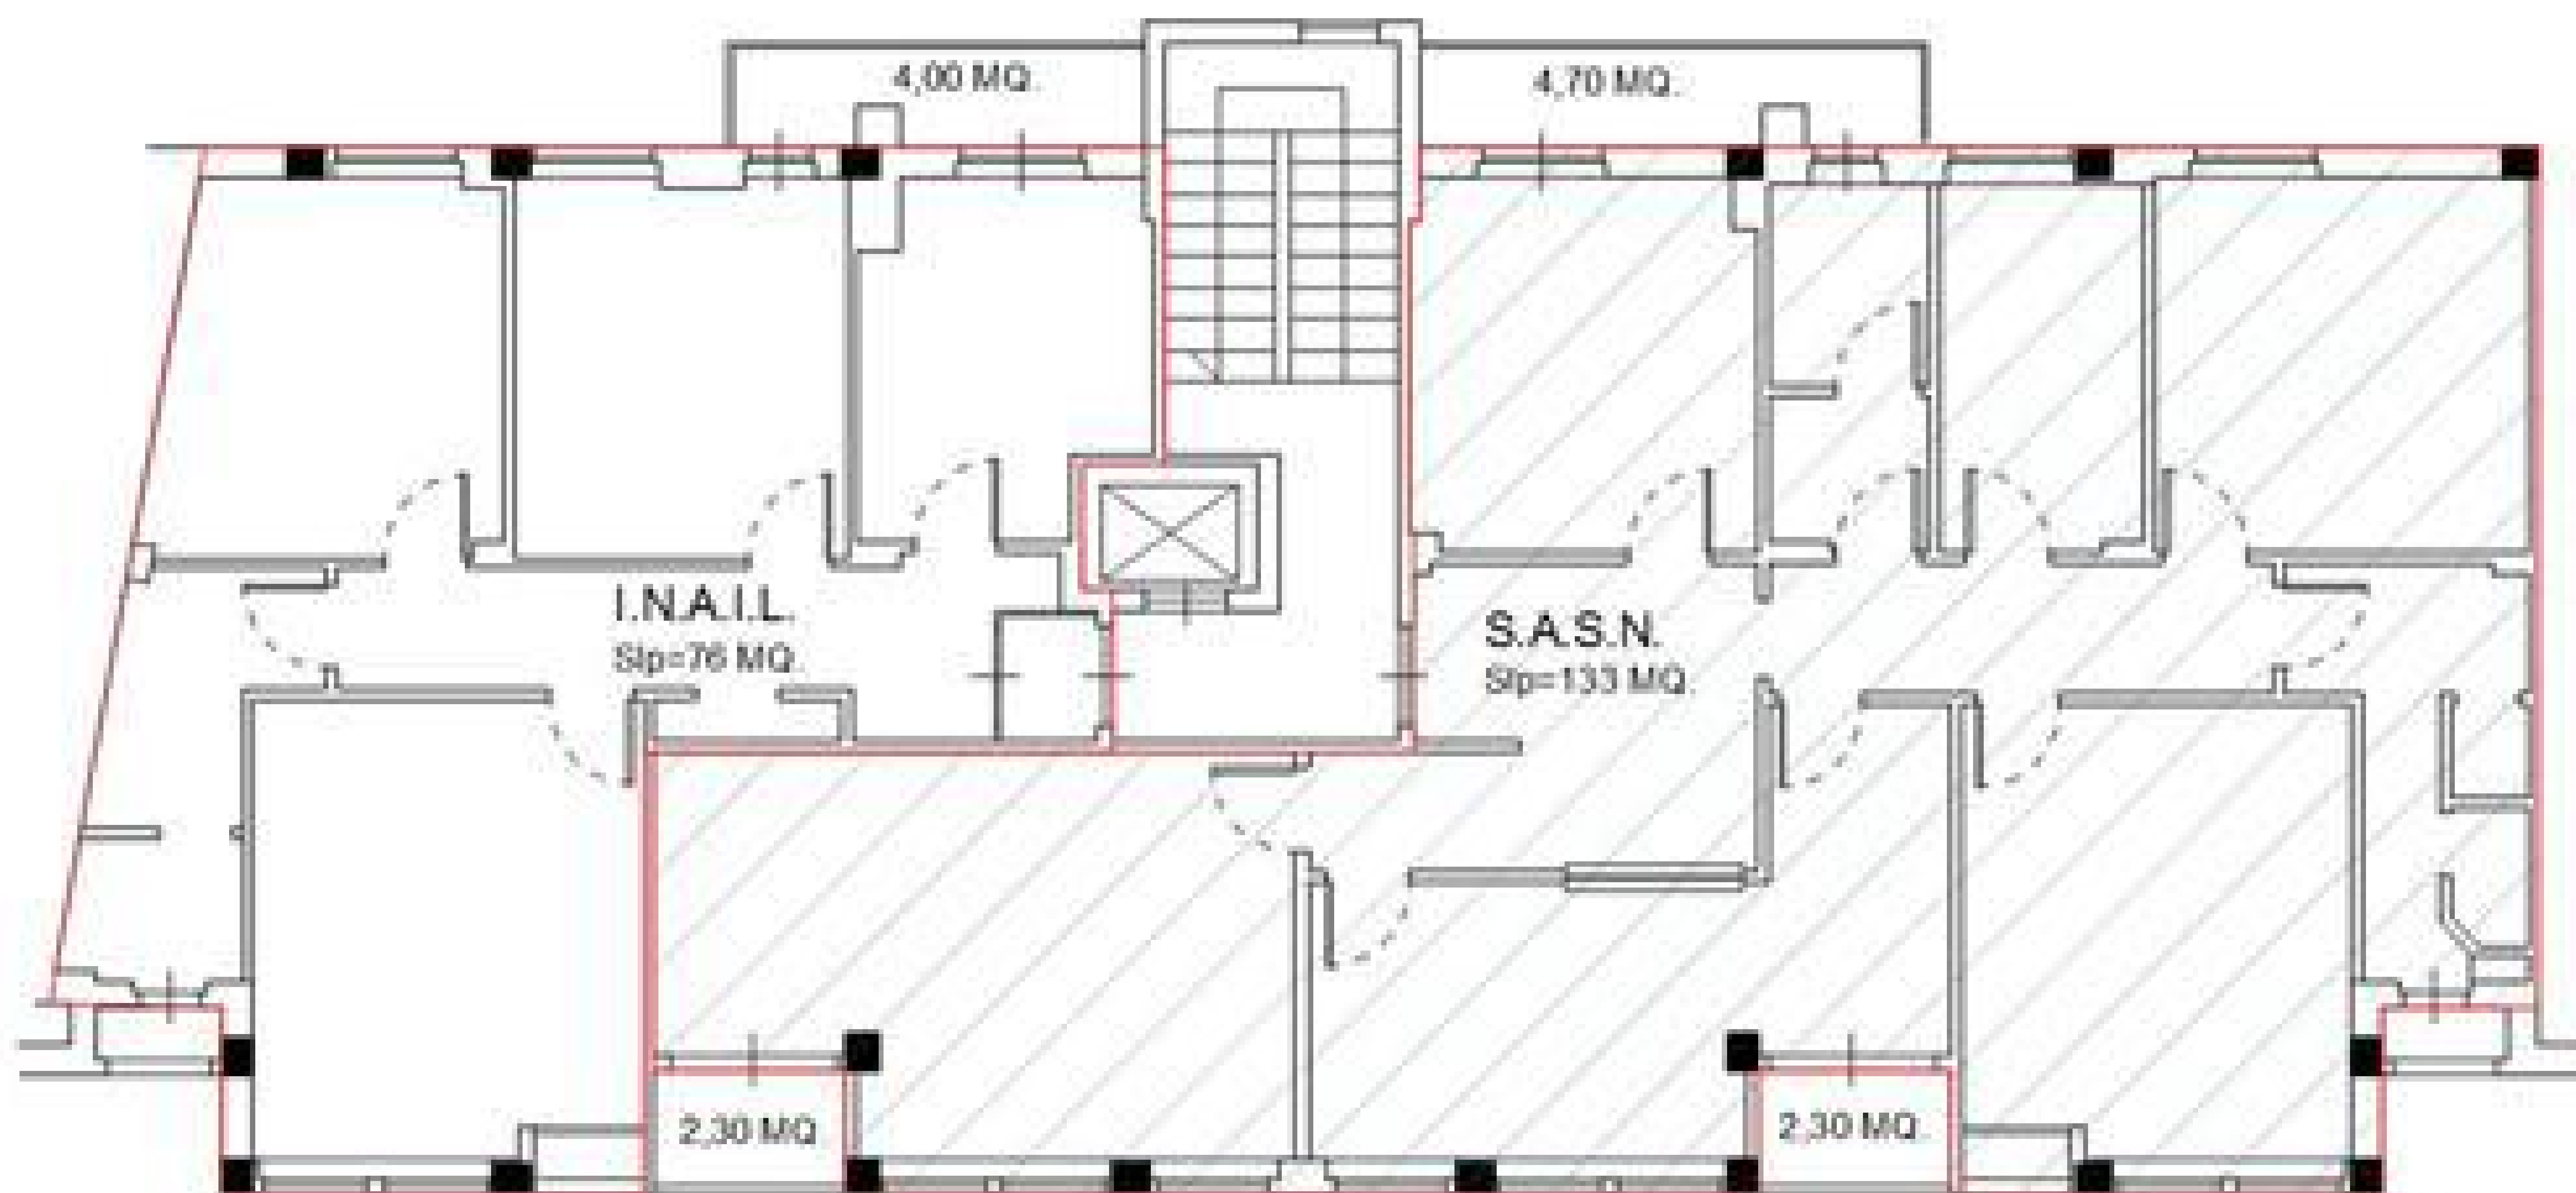 4,00 MQ.
4,70 MQ.
I.N.A.I.L.
Slp=76 MQ.
S.A.S.N.
Slp=133 MQ.
2,30 MQ
2,30 MQ.